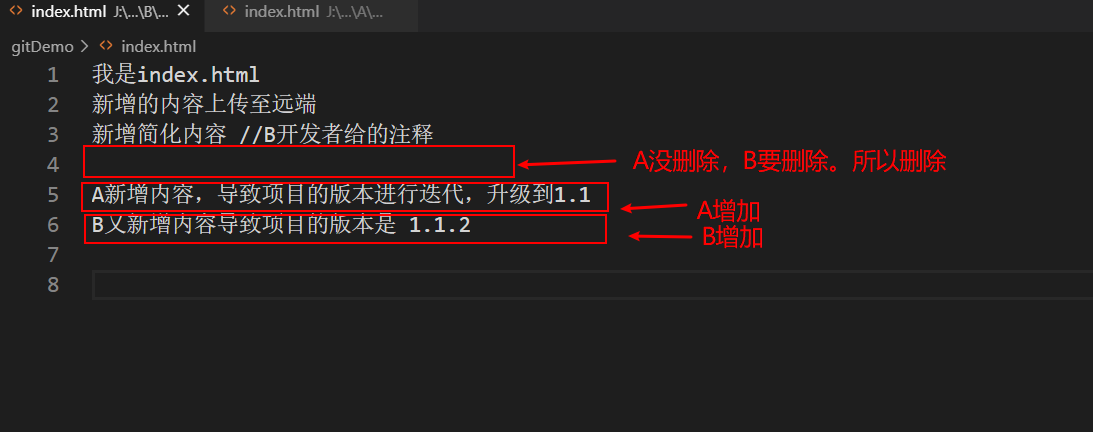 index.html J:\...\B\... index.html J:\...\A\...
gitDemo > index.html
1 我是index.html
2 新增的内容上传至远端
3 新增简化内容 //B开发者给的注释
4 A没删除，B要删除。所以删除
5 A新增内容，导致项目的版本进行迭代，升级到1.1 A增加
6 B又新增内容导致项目的版本是 1.1.2 B增加
7
8